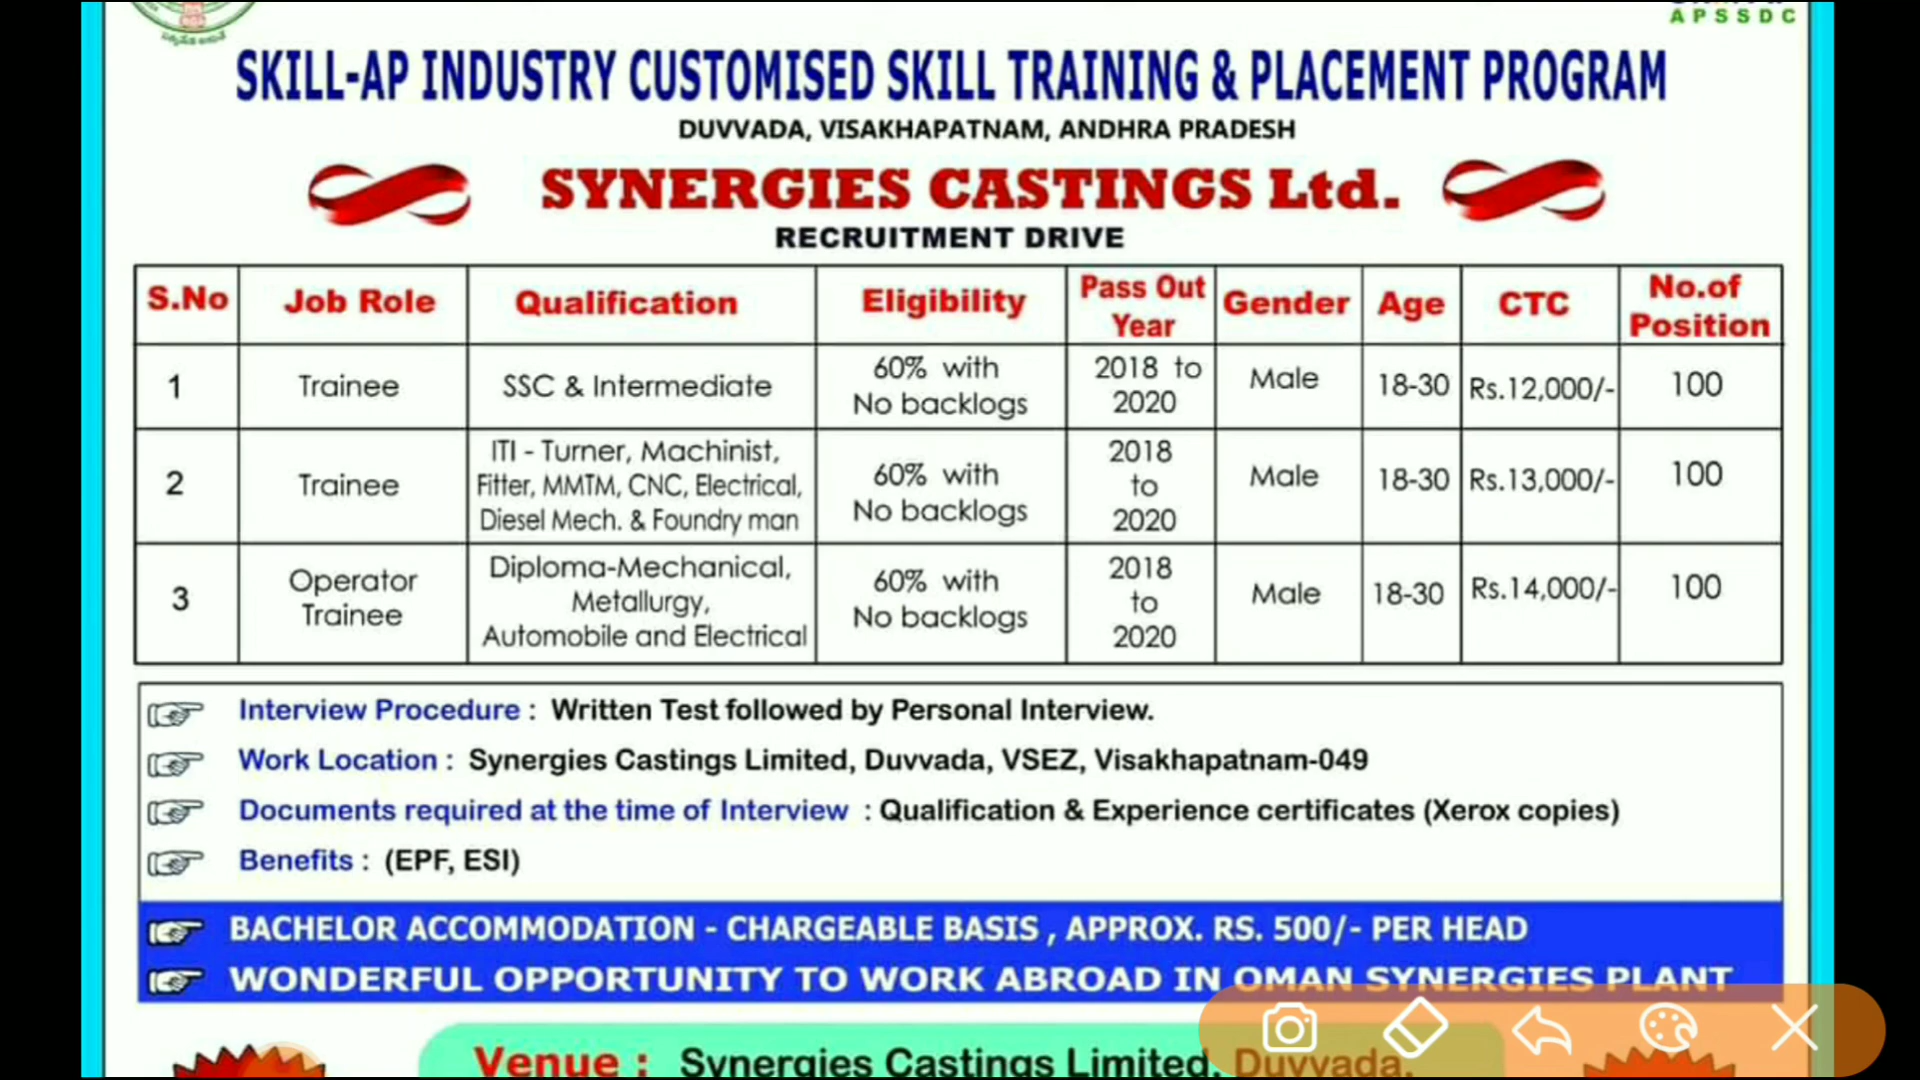 APSSDC
SKILL-AP INDUSTRY CUSTOMISED SKILL TRAINING & PLACEMENT PROGRAM
DUVVADA, VISAKHAPATNAM, ANDHRA PRADESH
SYNERGIES CASTINGS Ltd.
RECRUITMENT DRIVE
S.No Job Role Qualification Eligibility Pass Out Year Gender Age CTC No.of Position
1 Trainee SSC & Intermediate 60% with No backlogs 2018 to 2020 Male 18-30 Rs.12,000/- 100
2 Trainee ITI - Turner, Machinist, Fitter, MMTM, CNC, Electrical, Diesel Mech. & Foundry man 60% with No backlogs 2018 to 2020 Male 18-30 Rs.13,000/- 100
3 Operator Trainee Diploma-Mechanical, Metallurgy, Automobile and Electrical 60% with No backlogs 2018 to 2020 Male 18-30 Rs.14,000/- 100
Interview Procedure : Written Test followed by Personal Interview.
Work Location : Synergies Castings Limited, Duvvada, VSEZ, Visakhapatnam-049
Documents required at the time of Interview : Qualification & Experience certificates (Xerox copies)
Benefits : (EPF, ESI)
BACHELOR ACCOMMODATION - CHARGEABLE BASIS , APPROX. RS. 500/- PER HEAD
WONDERFUL OPPORTUNITY TO WORK ABROAD IN OMAN SYNERGIES PLANT
Venue : Synergies Castings Limited, Duvvada,